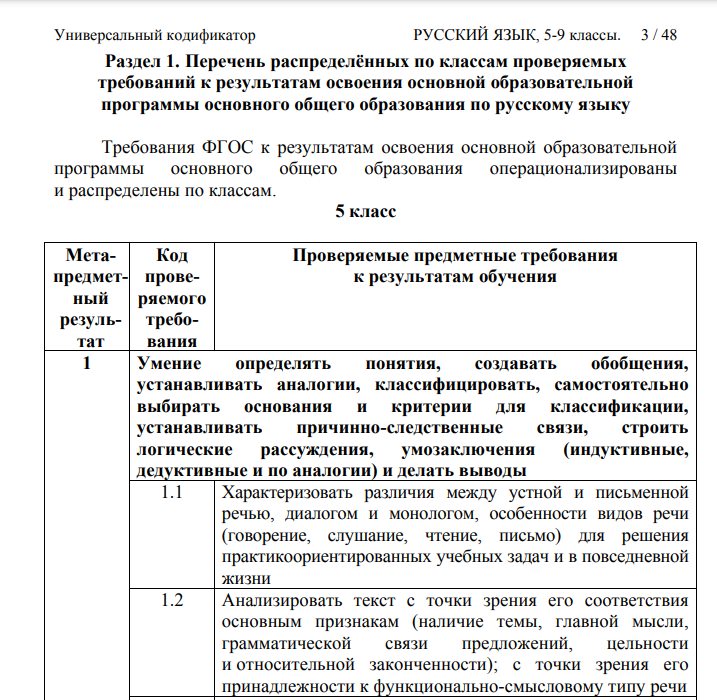 Универсальный кодификатор РУССКИЙ ЯЗЫК, 5-9 классы. 3 / 48
Раздел 1. Перечень распределённых по классам проверяемых
требований к результатам освоения основной образовательной
программы основного общего образования по русскому языку
Требования ФГОС к результатам освоения основной образовательной
программы основного общего образования операционализированы
и распределены по классам.
5 класс
Мета-
предмет-
ный
резуль-
тат
Код
прове-
ряемого
требо-
вания
Проверяемые предметные требования
к результатам обучения
1
Умение определять понятия, создавать обобщения,
устанавливать аналогии, классифицировать, самостоятельно
выбирать основания и критерии для классификации,
устанавливать причинно-следственные связи, строить
логические рассуждения, умозаключения (индуктивные,
дедуктивные и по аналогии) и делать выводы
1.1
Характеризовать различия между устной и письменной
речью, диалогом и монологом, особенности видов речи
(говорение, слушание, чтение, письмо) для решения
практикоориентированных учебных задач и в повседневной
жизни
1.2
Анализировать текст с точки зрения его соответствия
основным признакам (наличие темы, главной мысли,
грамматической связи предложений, цельности
и относительной законченности); с точки зрения его
принадлежности к функционально-смысловому типу речи